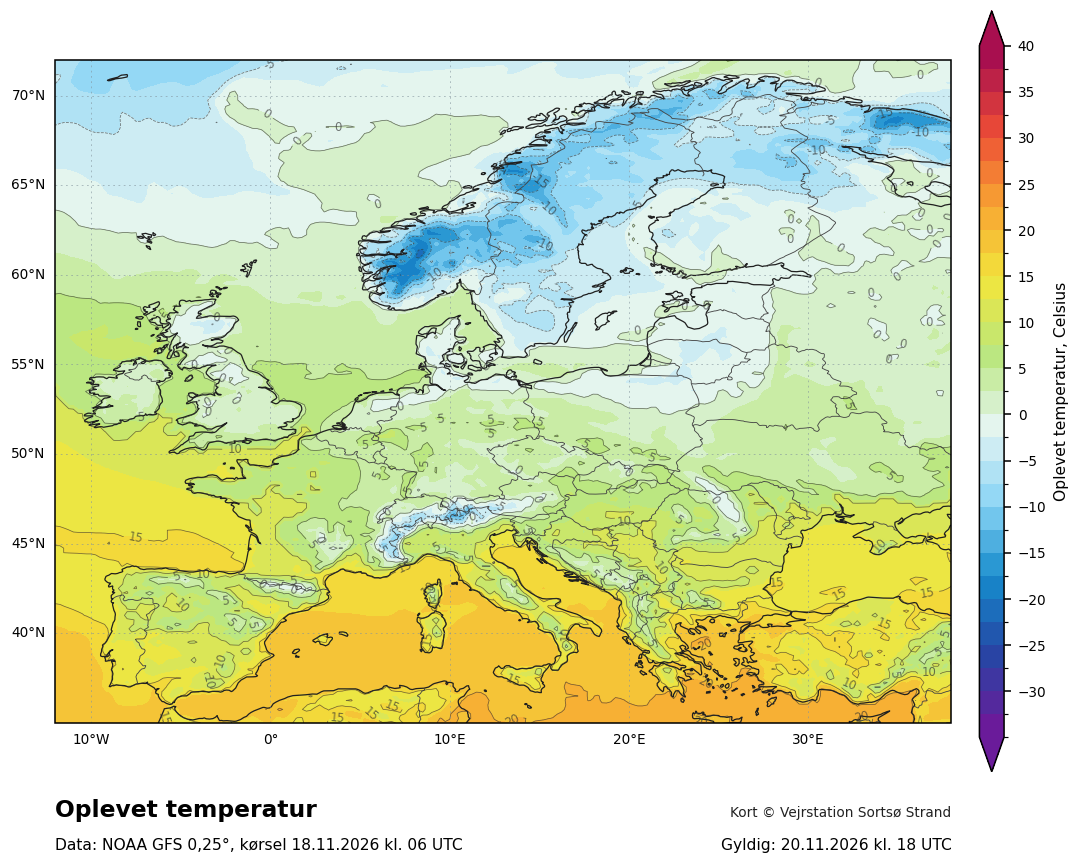 40
35
30
25
20
15
10
5
0
−5
−10
−15
−20
−25
−30
Oplevet temperatur, Celsius
70°N
65°N
60°N
55°N
50°N
45°N
40°N
10°W
0°
10°E
20°E
30°E
Oplevet temperatur
Kort © Vejrstation Sortsø Strand
Data: NOAA GFS 0,25°, kørsel 18.11.2026 kl. 06 UTC
Gyldig: 20.11.2026 kl. 18 UTC